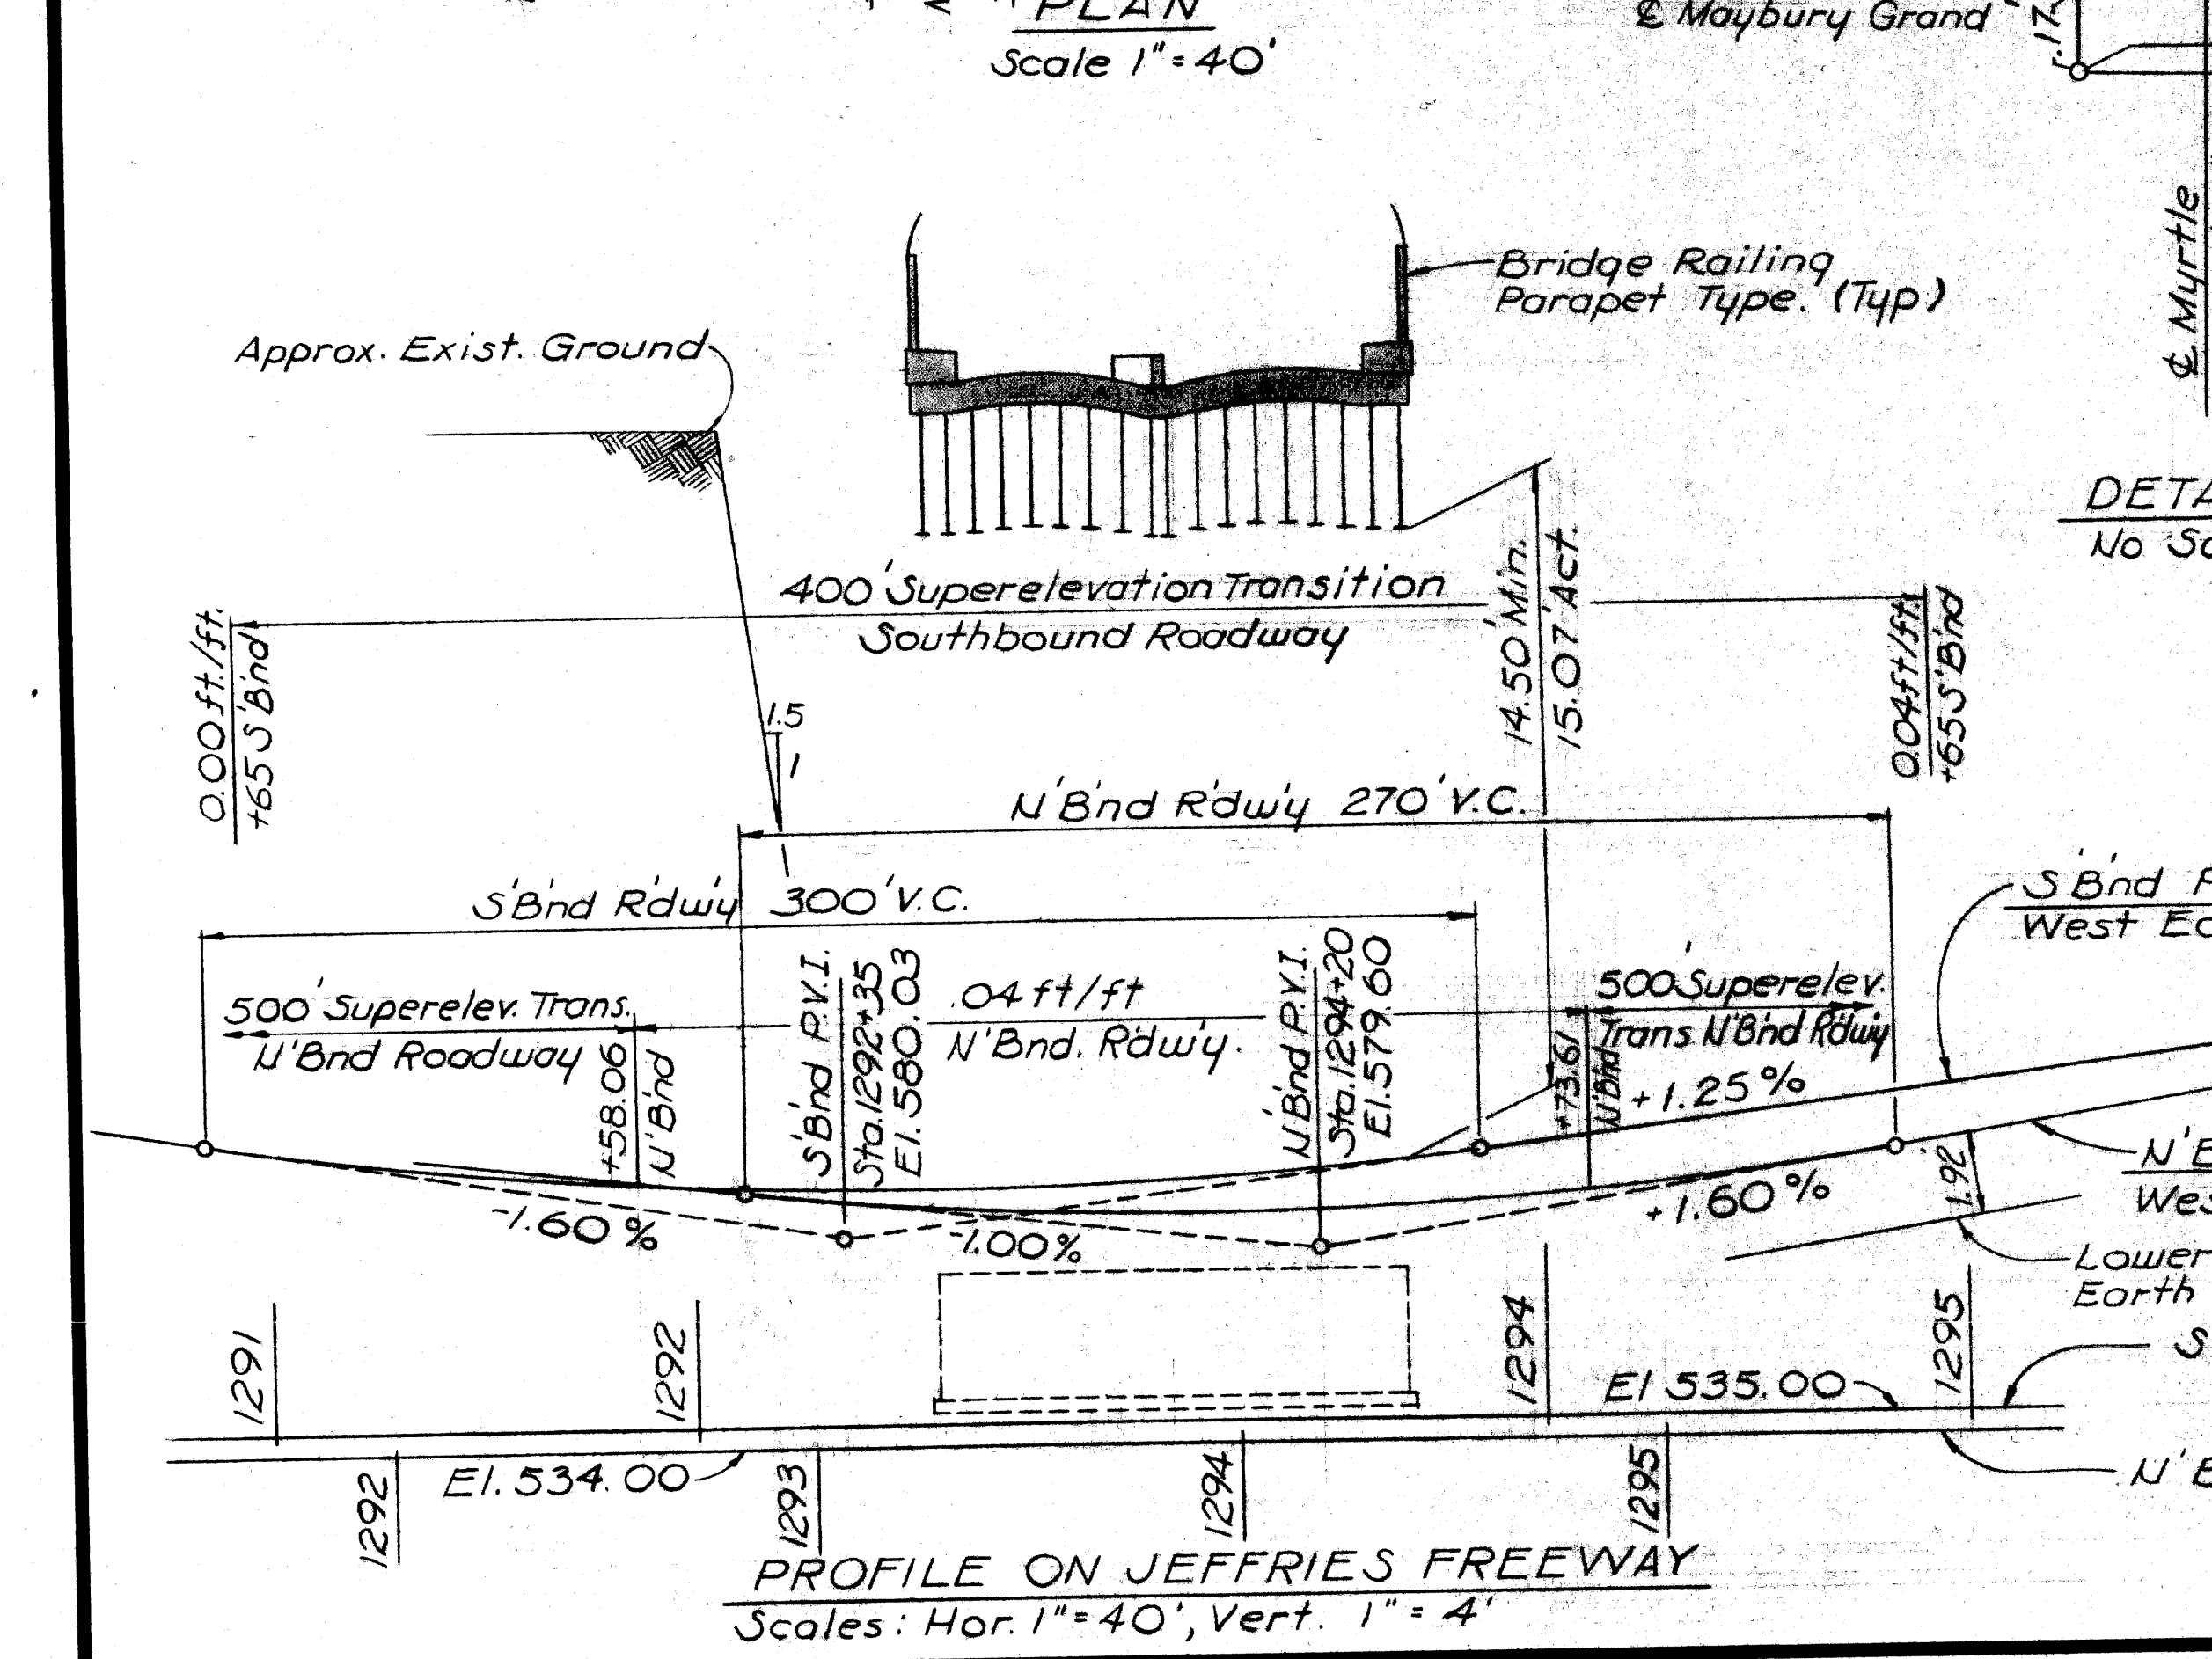 PLAN
Scale 1"=40'
℄ Maybury Grand
.17
℄ Myrtle
Bridge Railing
Parapet Type. (Typ)
Approx. Exist. Ground
No
400' Superelevation Transition
Southbound Roadway
14.50' Min.
15.07' Act.
0.00 ft./ft.
+65 S'B'nd
0.04 ft/ft.
+65 S'B'nd
1.5
1
N'B'nd R'dw'y 270' V.C.
S'B'nd R'dw'y 300' V.C.
S'B'nd
West
500' Superelev. Trans.
N'Bnd Roadway
+58.06
N'B'nd
S'B'nd P.V.I.
Sta. 1292+35
El. 580.03
.04 ft/ft
N'Bnd. R'dw'y.
N'B'nd P.V.I.
Sta. 1294+20
El. 579.60
+73.61
N'B'nd
500' Superelev.
Trans N'B'nd R'dw'y
+1.25%
-1.60%
-1.00%
+1.60%
1.92
Lower
Earth
1291
1292
1294
1295
El 535.00
El. 534.00
1292
1293
1294
1295
PROFILE ON JEFFRIES FREEWAY
Scales: Hor. 1"=40', Vert. 1"=4'